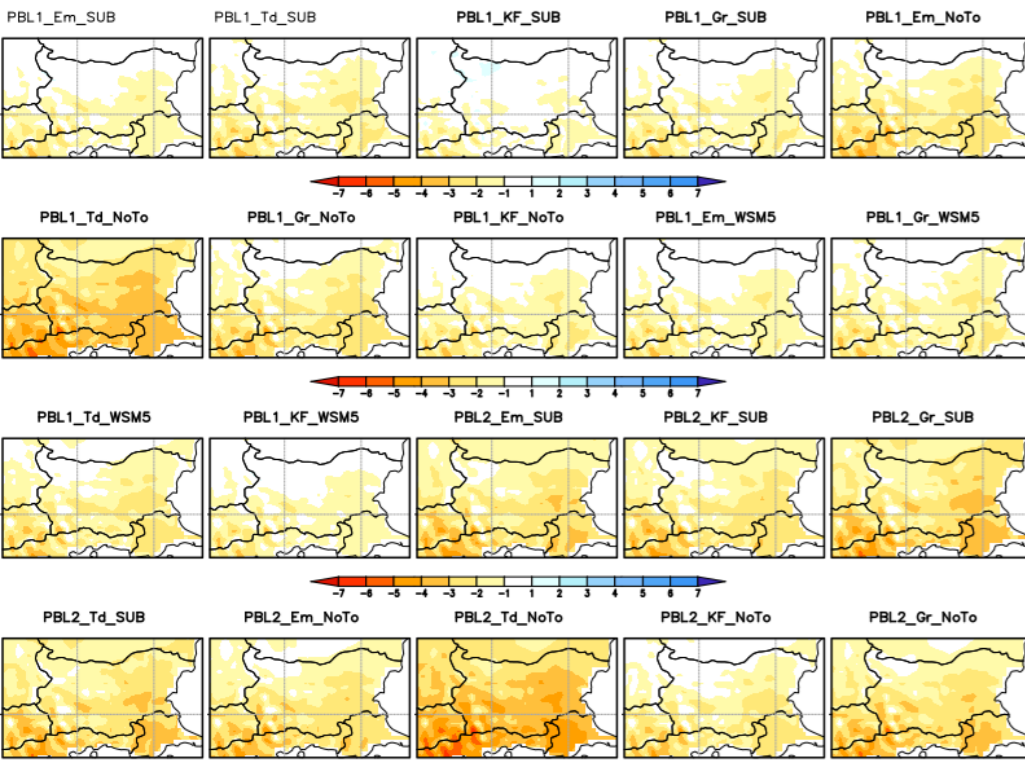 PBL1_Em_SUB PBL1_Td_SUB PBL1_KF_SUB PBL1_Gr_SUB PBL1_Em_NoTo
-7 -6 -5 -4 -3 -2 -1 1 2 3 4 5 6 7
PBL1_Td_NoTo PBL1_Gr_NoTo PBL1_KF_NoTo PBL1_Em_WSM5 PBL1_Gr_WSM5
-7 -6 -5 -4 -3 -2 -1 1 2 3 4 5 6 7
PBL1_Td_WSM5 PBL1_KF_WSM5 PBL2_Em_SUB PBL2_KF_SUB PBL2_Gr_SUB
-7 -6 -5 -4 -3 -2 -1 1 2 3 4 5 6 7
PBL2_Td_SUB PBL2_Em_NoTo PBL2_Td_NoTo PBL2_KF_NoTo PBL2_Gr_NoTo